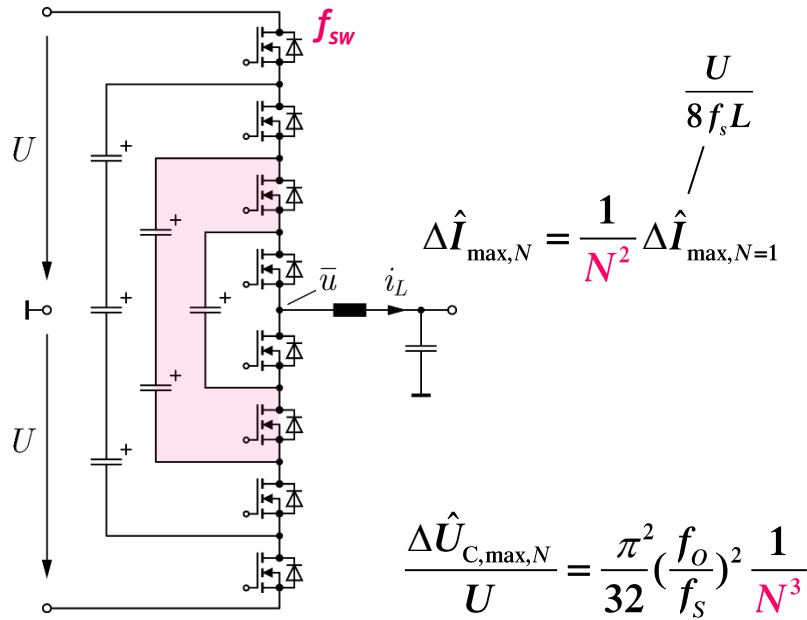 f_sw
U
U
ū
i_L
+
+
+
+
+
+
U / (8 f_s L)
ΔÎ_max,N = 1/N² ΔÎ_max,N=1
ΔÛ_C,max,N / U = π²/32 (f_O/f_S)² 1/N³